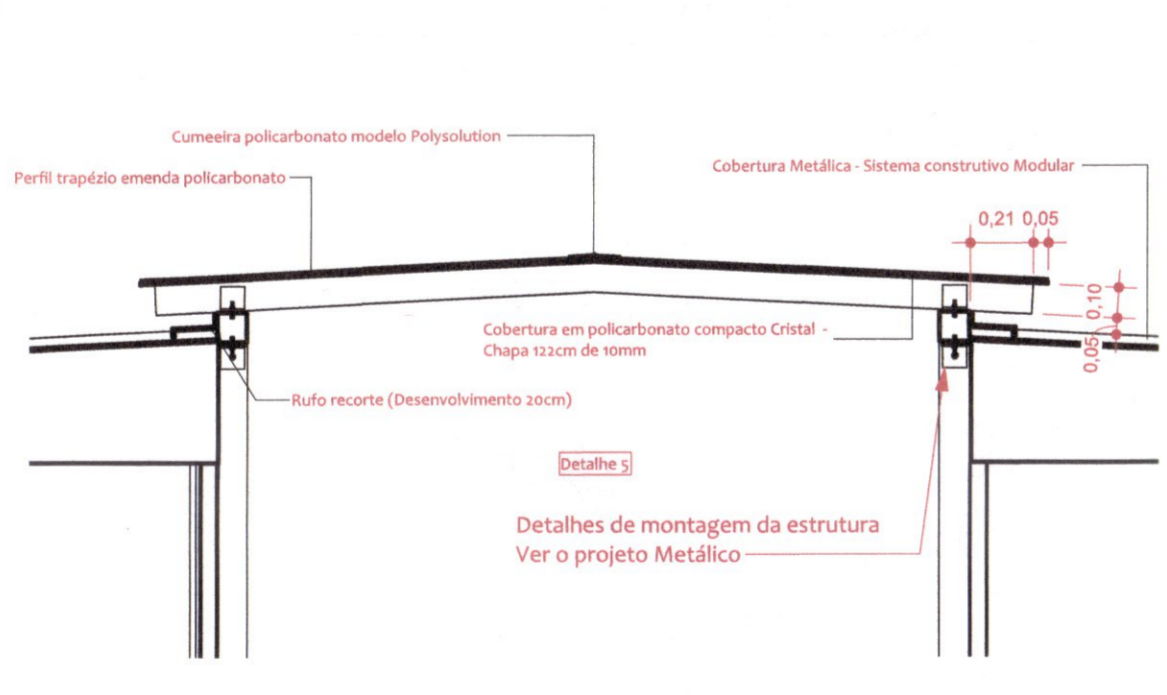 Cumeeira policarbonato modelo Polysolution
Perfil trapézio emenda policarbonato
Cobertura Metálica - Sistema construtivo Modular
0,21 0,05
0,10
0,05
Cobertura em policarbonato compacto Cristal -
Chapa 122cm de 10mm
Rufo recorte (Desenvolvimento 20cm)
Detalhe 5
Detalhes de montagem da estrutura
Ver o projeto Metálico